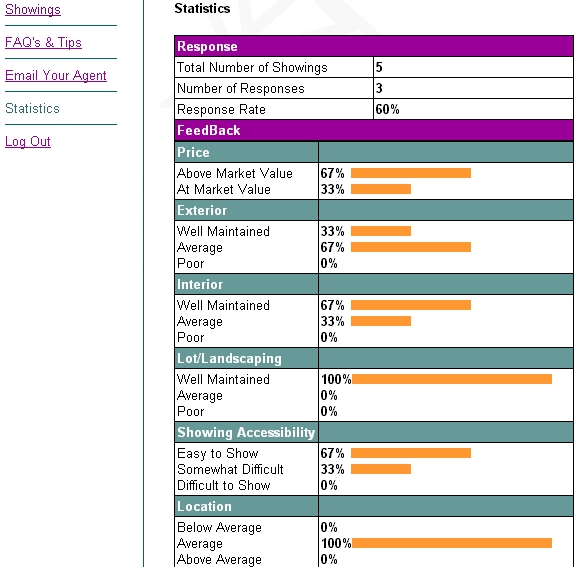 Statistics
Showings
FAQ's & Tips
Email Your Agent
Statistics
Log Out
Response
Total Number of Showings 5
Number of Responses 3
Response Rate 60%
FeedBack
Price
Above Market Value 67%
At Market Value 33%
Exterior
Well Maintained 33%
Average 67%
Poor 0%
Interior
Well Maintained 67%
Average 33%
Poor 0%
Lot/Landscaping
Well Maintained 100%
Average 0%
Poor 0%
Showing Accessibility
Easy to Show 67%
Somewhat Difficult 33%
Difficult to Show 0%
Location
Below Average 0%
Average 100%
Above Average 0%